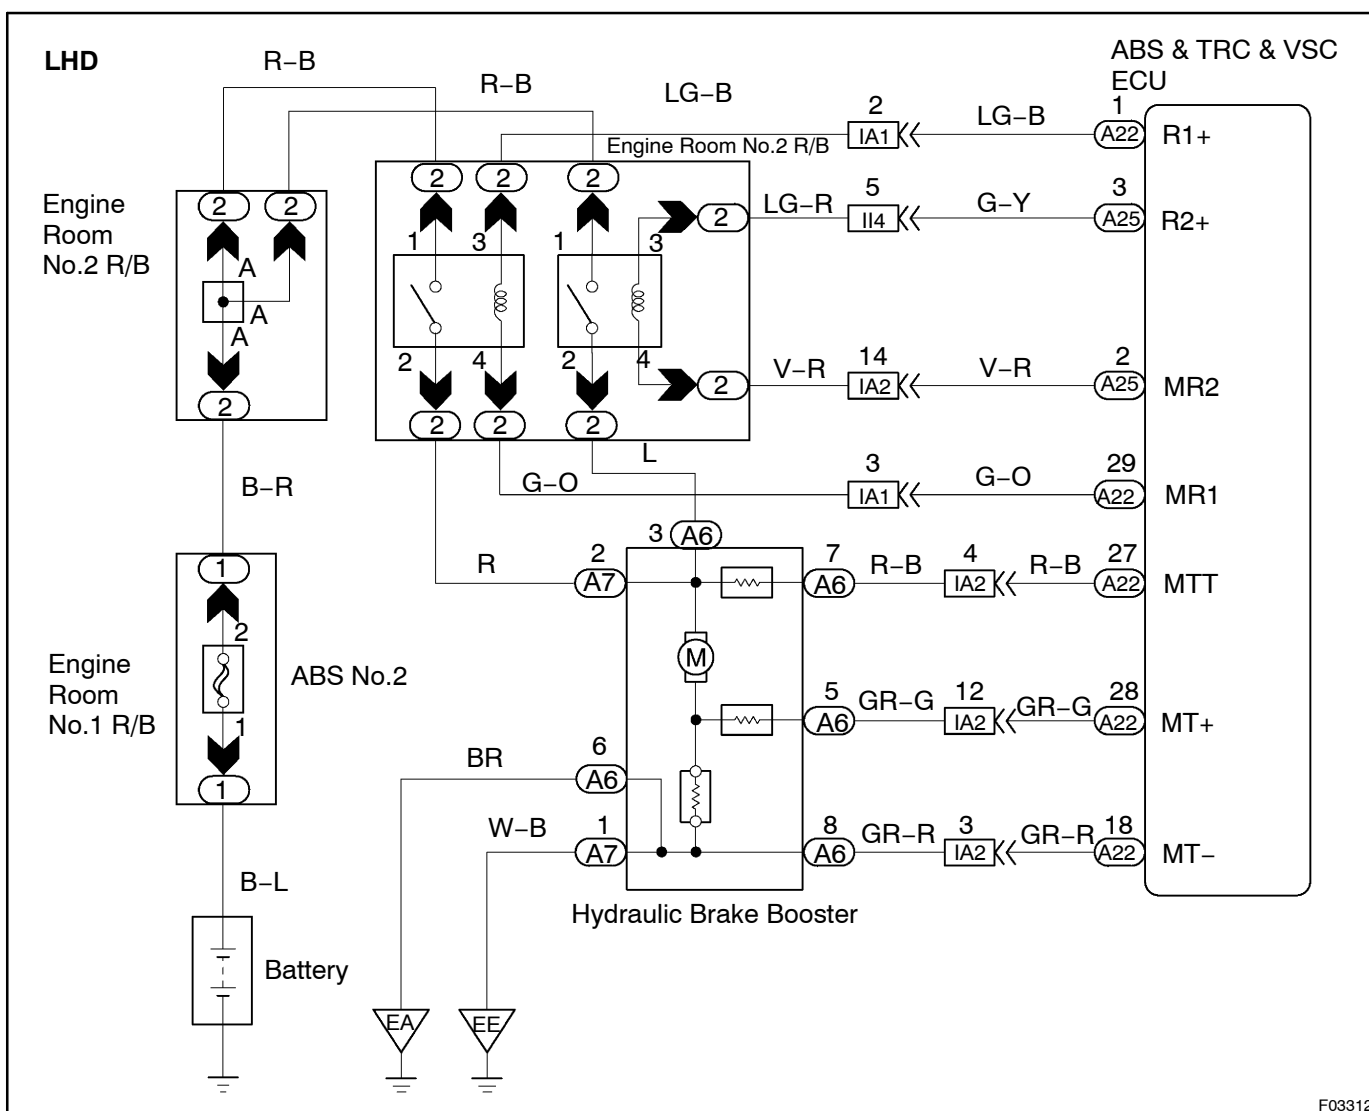 LHD
R–B
R–B
LG–B
ABS & TRC & VSC
ECU
2
IA1
LG–B
1
A22
R1+
Engine Room No.2 R/B
Engine
Room
No.2 R/B
2
2
2
2
2
LG–R
5
II4
G–Y
3
A25
R2+
2
1
3
1
3
A
A
A
2
4
2
4
2
V–R
14
IA2
V–R
2
A25
MR2
2
2
2
2
L
B–R
G–O
3
IA1
G–O
29
A22
MR1
3
A6
1
R
2
A7
7
A6
R–B
4
IA2
R–B
27
A22
MTT
2
M
Engine
Room
No.1 R/B
ABS No.2
1
1
5
A6
GR–G
12
IA2
GR–G
28
A22
MT+
BR
6
A6
W–B
1
A7
8
A6
GR–R
3
IA2
GR–R
18
A22
MT–
B–L
Hydraulic Brake Booster
Battery
EA
EE
F03312